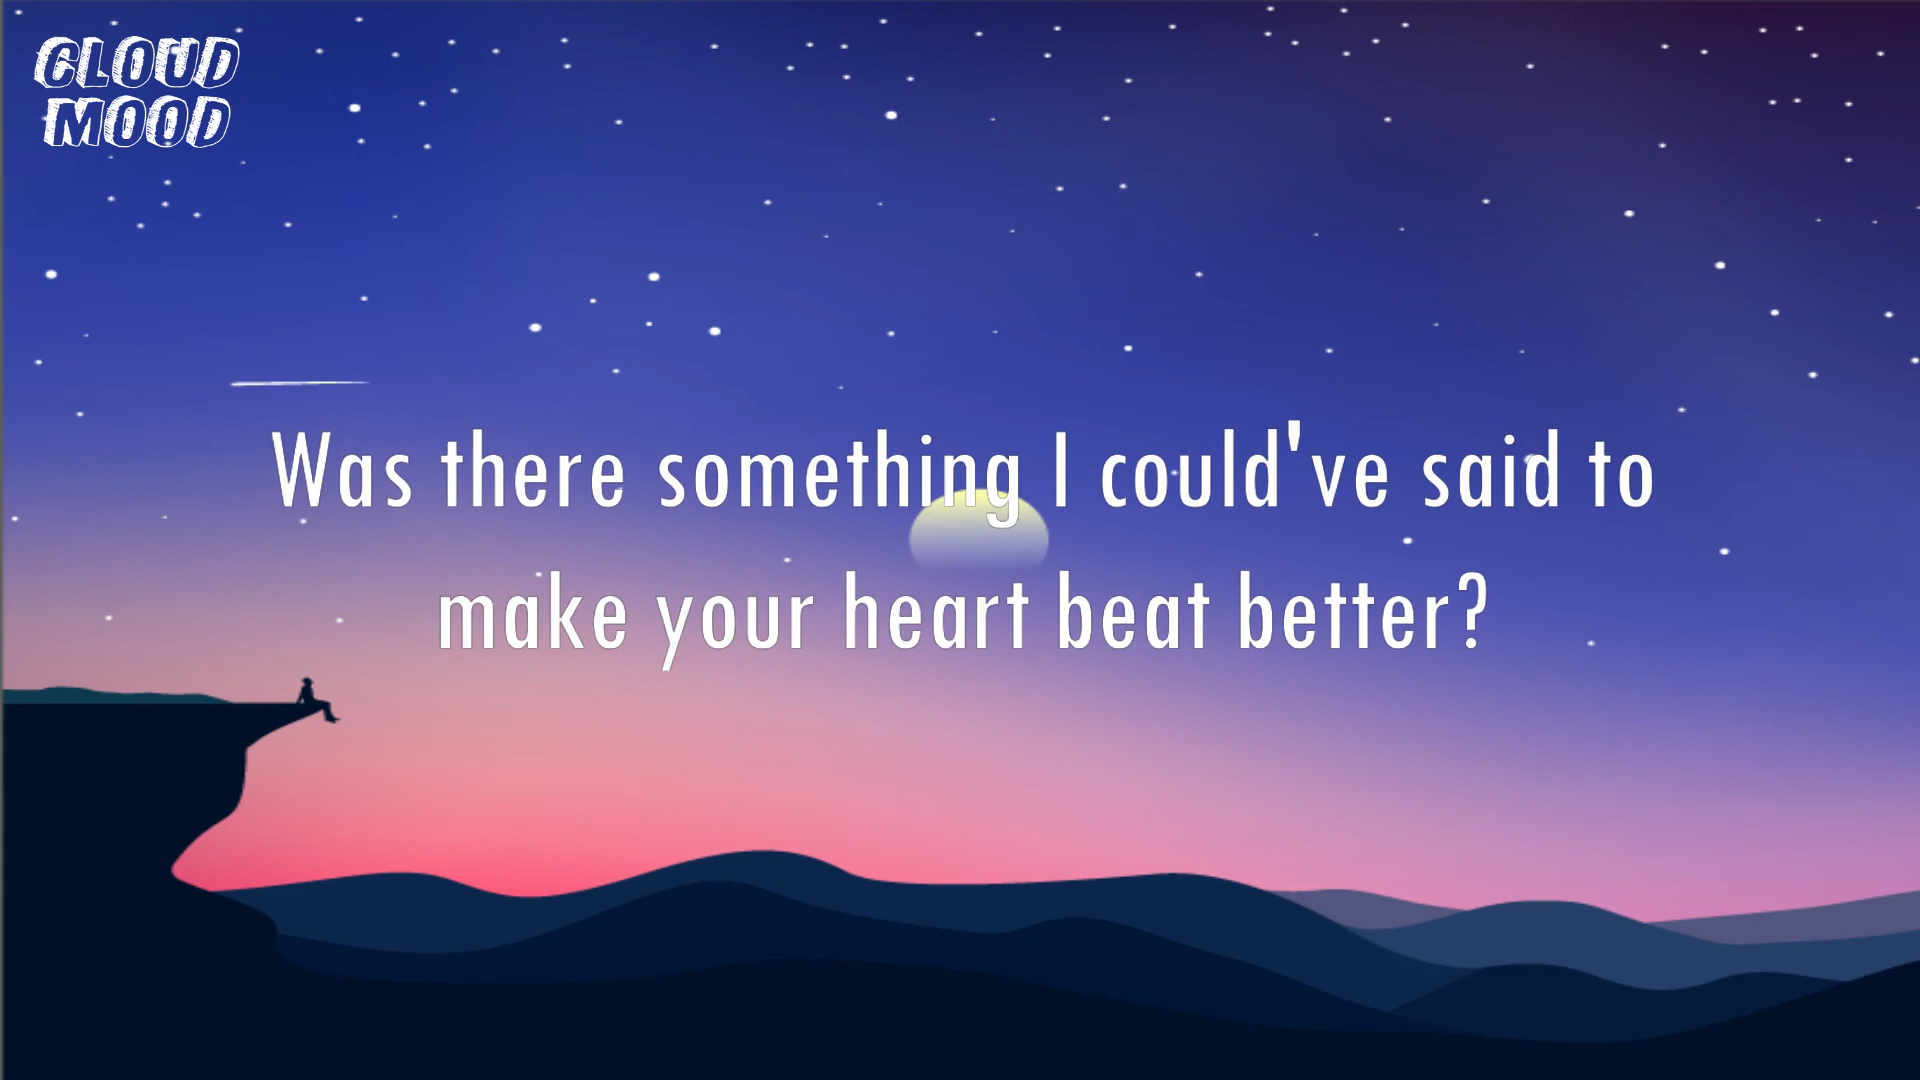 CLOUD
MOOD
Was there something I could've said to
make your heart beat better?